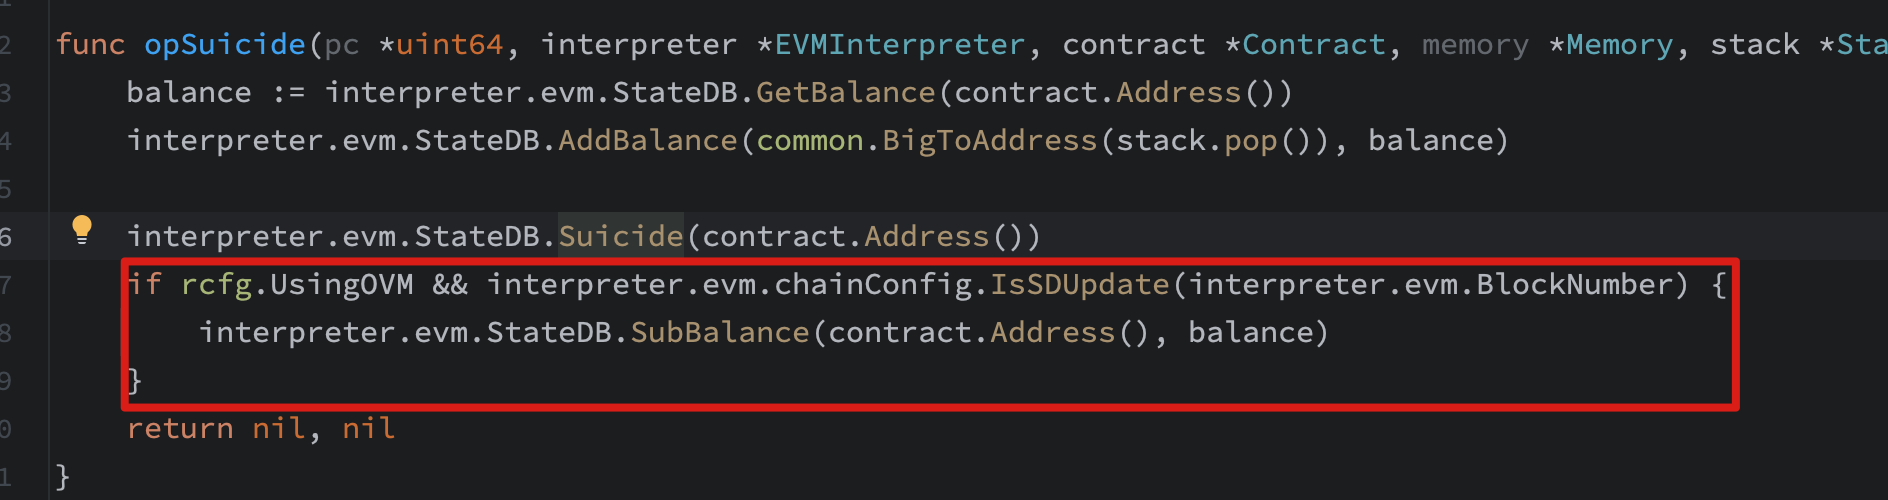 2 func opSuicide(pc *uint64, interpreter *EVMInterpreter, contract *Contract, memory *Memory, stack *Sta
3 balance := interpreter.evm.StateDB.GetBalance(contract.Address())
4 interpreter.evm.StateDB.AddBalance(common.BigToAddress(stack.pop()), balance)
5
6 interpreter.evm.StateDB.Suicide(contract.Address())
7 if rcfg.UsingOVM && interpreter.evm.chainConfig.IsSDUpdate(interpreter.evm.BlockNumber) {
8 interpreter.evm.StateDB.SubBalance(contract.Address(), balance)
9 }
0 return nil, nil
1 }